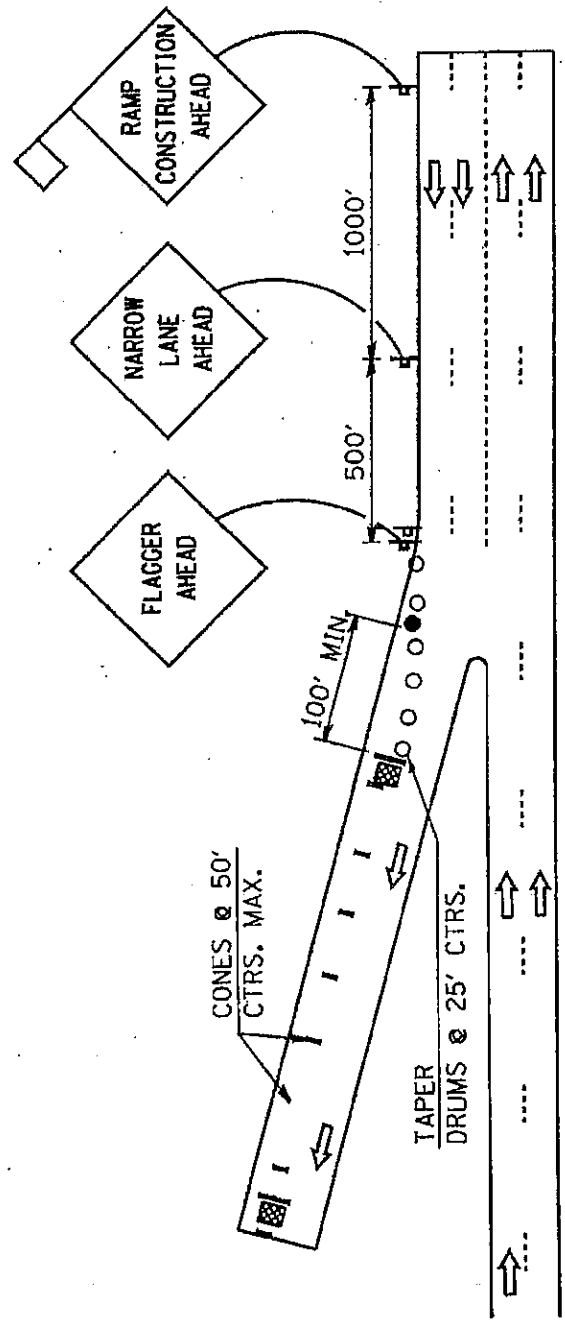 RAMP
CONSTRUCTION
AHEAD
NARROW
LANE
AHEAD
FLAGGER
AHEAD
1000'
500'
100' MIN.
CONES @ 50'
CTRS. MAX.
TAPER
DRUMS @ 25' CTRS.